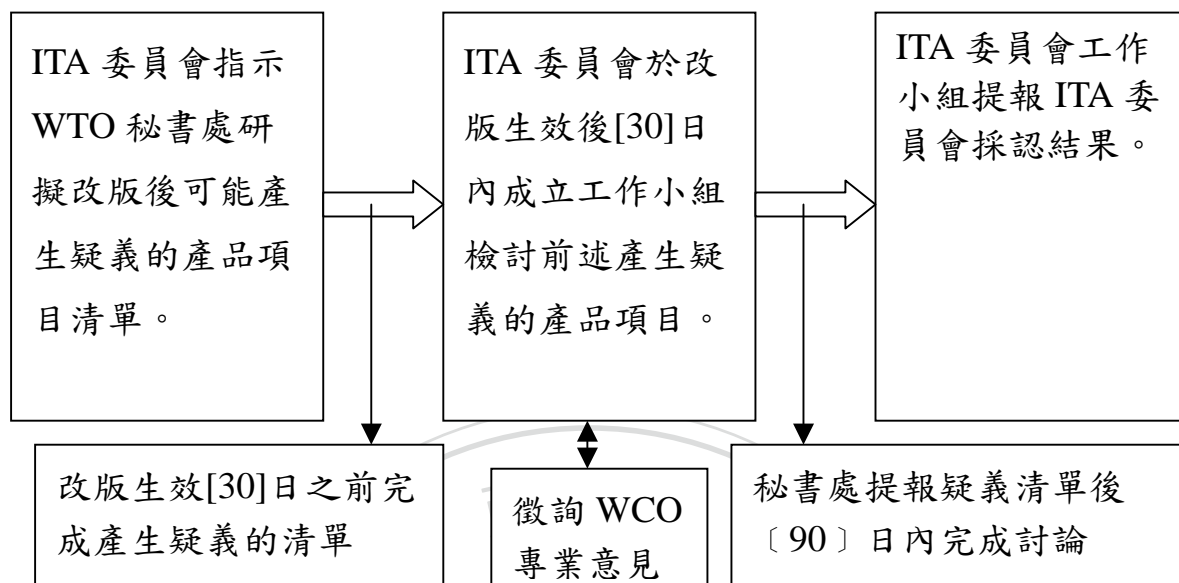 ITA 委員會指示
WTO 秘書處研
擬改版後可能產
生疑義的產品項
目清單。
ITA 委員會於改
版生效後[30]日
內成立工作小組
檢討前述產生疑
義的產品項目。
ITA 委員會工作
小組提報 ITA 委
員會採認結果。
改版生效[30]日之前完
成產生疑義的清單
徵詢 WCO
專業意見
秘書處提報疑義清單後
﹝90﹞日內完成討論